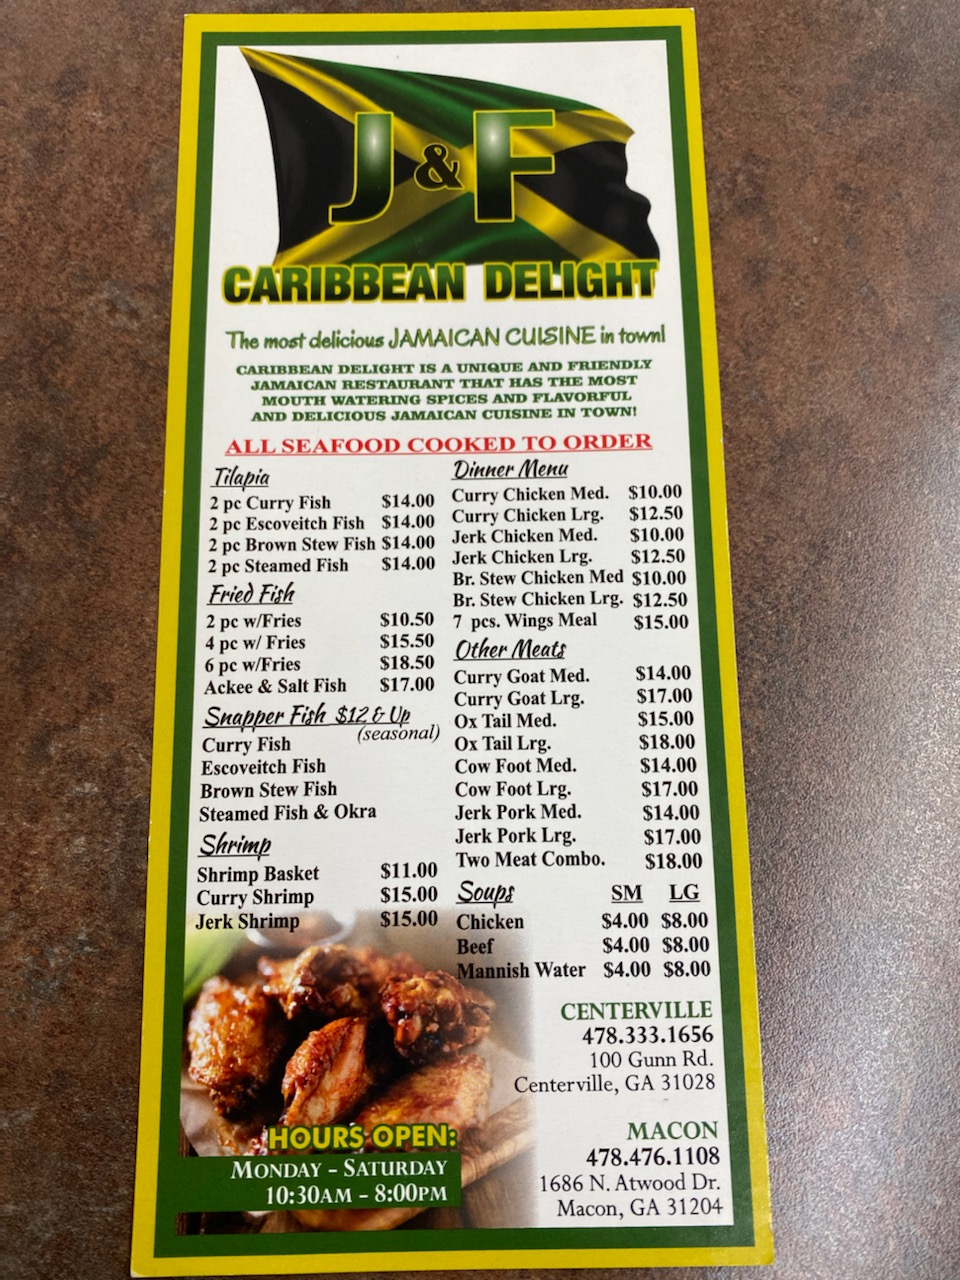 J & F
CARIBBEAN DELIGHT
The most delicious JAMAICAN CUISINE in town!
CARIBBEAN DELIGHT IS A UNIQUE AND FRIENDLY
JAMAICAN RESTAURANT THAT HAS THE MOST
MOUTH WATERING SPICES AND FLAVORFUL
AND DELICIOUS JAMAICAN CUISINE IN TOWN!
ALL SEAFOOD COOKED TO ORDER
Tilapia
2 pc Curry Fish $14.00
2 pc Escoveitch Fish $14.00
2 pc Brown Stew Fish $14.00
2 pc Steamed Fish $14.00
Fried Fish
2 pc w/Fries $10.50
4 pc w/ Fries $15.50
6 pc w/Fries $18.50
Ackee & Salt Fish $17.00
Snapper Fish $12 & Up
(seasonal)
Curry Fish
Escoveitch Fish
Brown Stew Fish
Steamed Fish & Okra
Shrimp
Shrimp Basket $11.00
Curry Shrimp $15.00
Jerk Shrimp $15.00
Dinner Menu
Curry Chicken Med. $10.00
Curry Chicken Lrg. $12.50
Jerk Chicken Med. $10.00
Jerk Chicken Lrg. $12.50
Br. Stew Chicken Med $10.00
Br. Stew Chicken Lrg. $12.50
7 pcs. Wings Meal $15.00
Other Meats
Curry Goat Med. $14.00
Curry Goat Lrg. $17.00
Ox Tail Med. $15.00
Ox Tail Lrg. $18.00
Cow Foot Med. $14.00
Cow Foot Lrg. $17.00
Jerk Pork Med. $14.00
Jerk Pork Lrg. $17.00
Two Meat Combo. $18.00
Soups SM LG
Chicken $4.00 $8.00
Beef $4.00 $8.00
Mannish Water $4.00 $8.00
CENTERVILLE
478.333.1656
100 Gunn Rd.
Centerville, GA 31028
MACON
478.476.1108
1686 N. Atwood Dr.
Macon, GA 31204
HOURS OPEN:
MONDAY - SATURDAY
10:30AM - 8:00PM